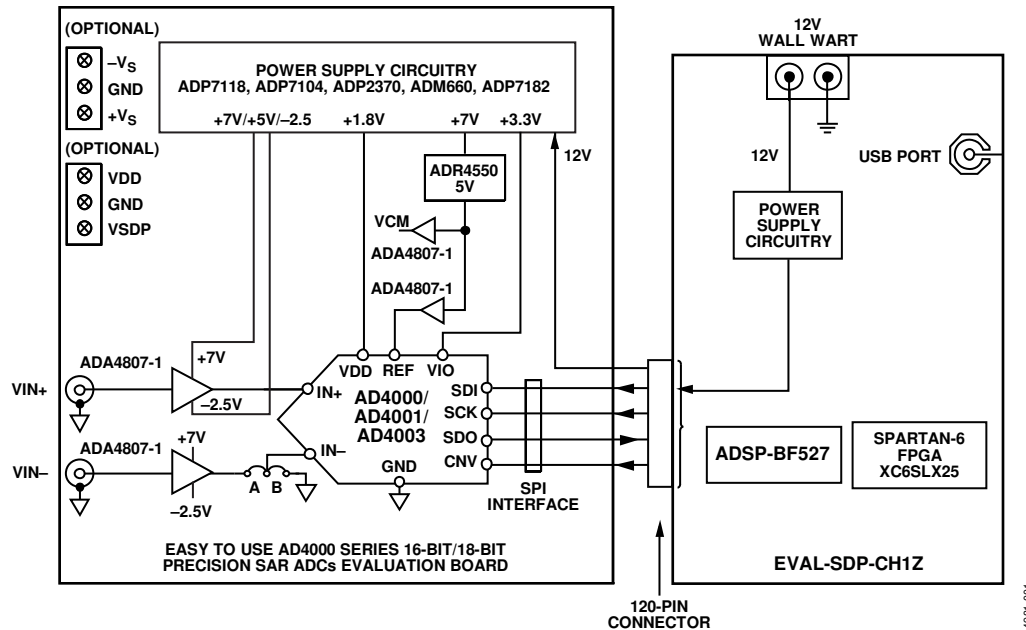 (OPTIONAL)
–VS
GND
+VS
(OPTIONAL)
VDD
GND
VSDP
POWER SUPPLY CIRCUITRY
ADP7118, ADP7104, ADP2370, ADM660, ADP7182
+7V/+5V/–2.5
+1.8V
+7V
+3.3V
12V
ADR4550
5V
VCM
ADA4807-1
ADA4807-1
ADA4807-1
+7V
–2.5V
VIN+
VDD
REF
VIO
IN+
AD4000/
AD4001/
AD4003
SDI
SCK
SDO
CNV
IN–
GND
ADA4807-1
+7V
VIN–
–2.5V
A
B
SPI
INTERFACE
EASY TO USE AD4000 SERIES 16-BIT/18-BIT
PRECISION SAR ADCs EVALUATION BOARD
12V
WALL WART
12V
USB PORT
POWER
SUPPLY
CIRCUITRY
ADSP-BF527
SPARTAN-6
FPGA
XC6SLX25
EVAL-SDP-CH1Z
120-PIN
CONNECTOR